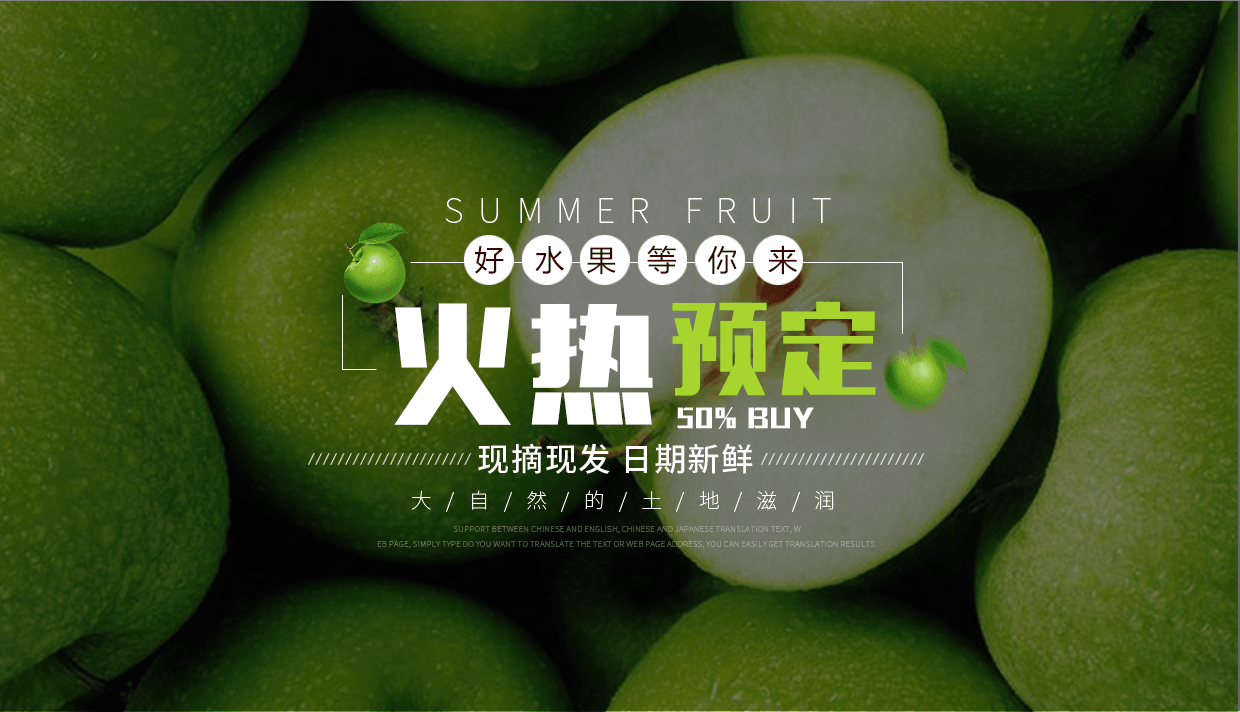 SUMMER FRUIT
好水果等你来
火热预定
50% BUY
现摘现发 日期新鲜
大/自/然/的/土/地/滋/润
SUPPORT BETWEEN CHINESE AND ENGLISH, CHINESE AND JAPANESE TRANSLATION TEXT, W
EB PAGE, SIMPLY TYPE DO YOU WANT TO TRANSLATE THE TEXT OR WEB PAGE ADDRESS, YOU CAN EASILY GET TRANSLATION RESULTS.